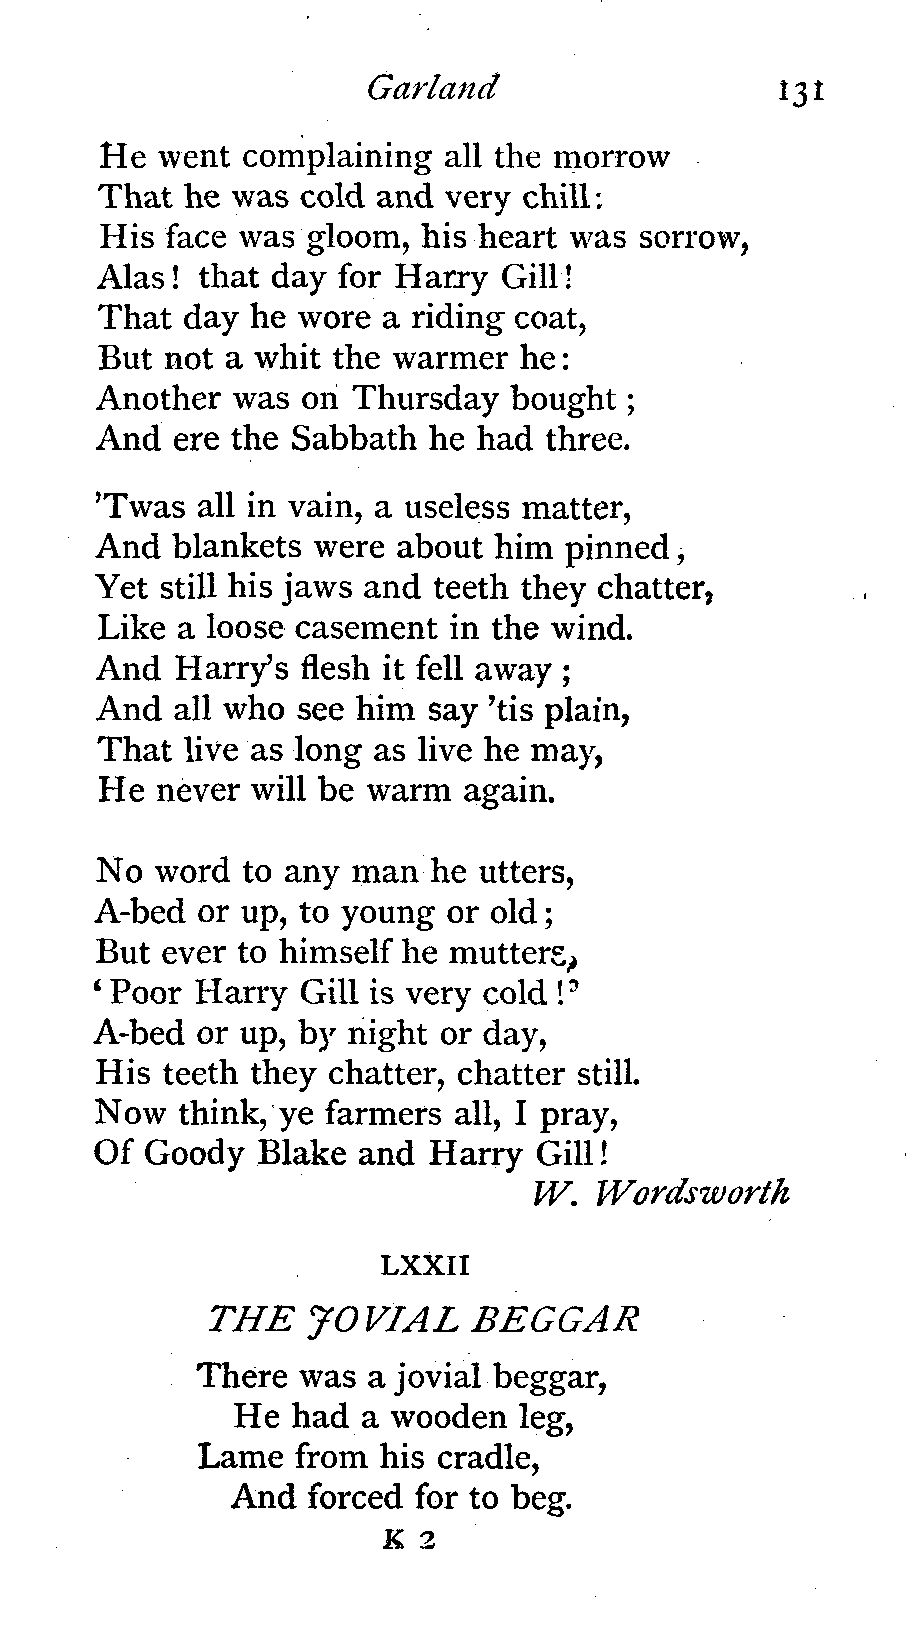 Garland 131
He went complaining all the morrow
That he was cold and very chill:
His face was gloom, his heart was sorrow,
Alas! that day for Harry Gill!
That day he wore a riding coat,
But not a whit the warmer he:
Another was on Thursday bought;
And ere the Sabbath he had three.
'Twas all in vain, a useless matter,
And blankets were about him pinned;
Yet still his jaws and teeth they chatter,
Like a loose casement in the wind.
And Harry's flesh it fell away;
And all who see him say 'tis plain,
That live as long as live he may,
He never will be warm again.
No word to any man he utters,
A-bed or up, to young or old;
But ever to himself he mutters,
'Poor Harry Gill is very cold!'
A-bed or up, by night or day,
His teeth they chatter, chatter still.
Now think, ye farmers all, I pray,
Of Goody Blake and Harry Gill!
W. Wordsworth
LXXII
THE JOVIAL BEGGAR
There was a jovial beggar,
He had a wooden leg,
Lame from his cradle,
And forced for to beg.
K 2